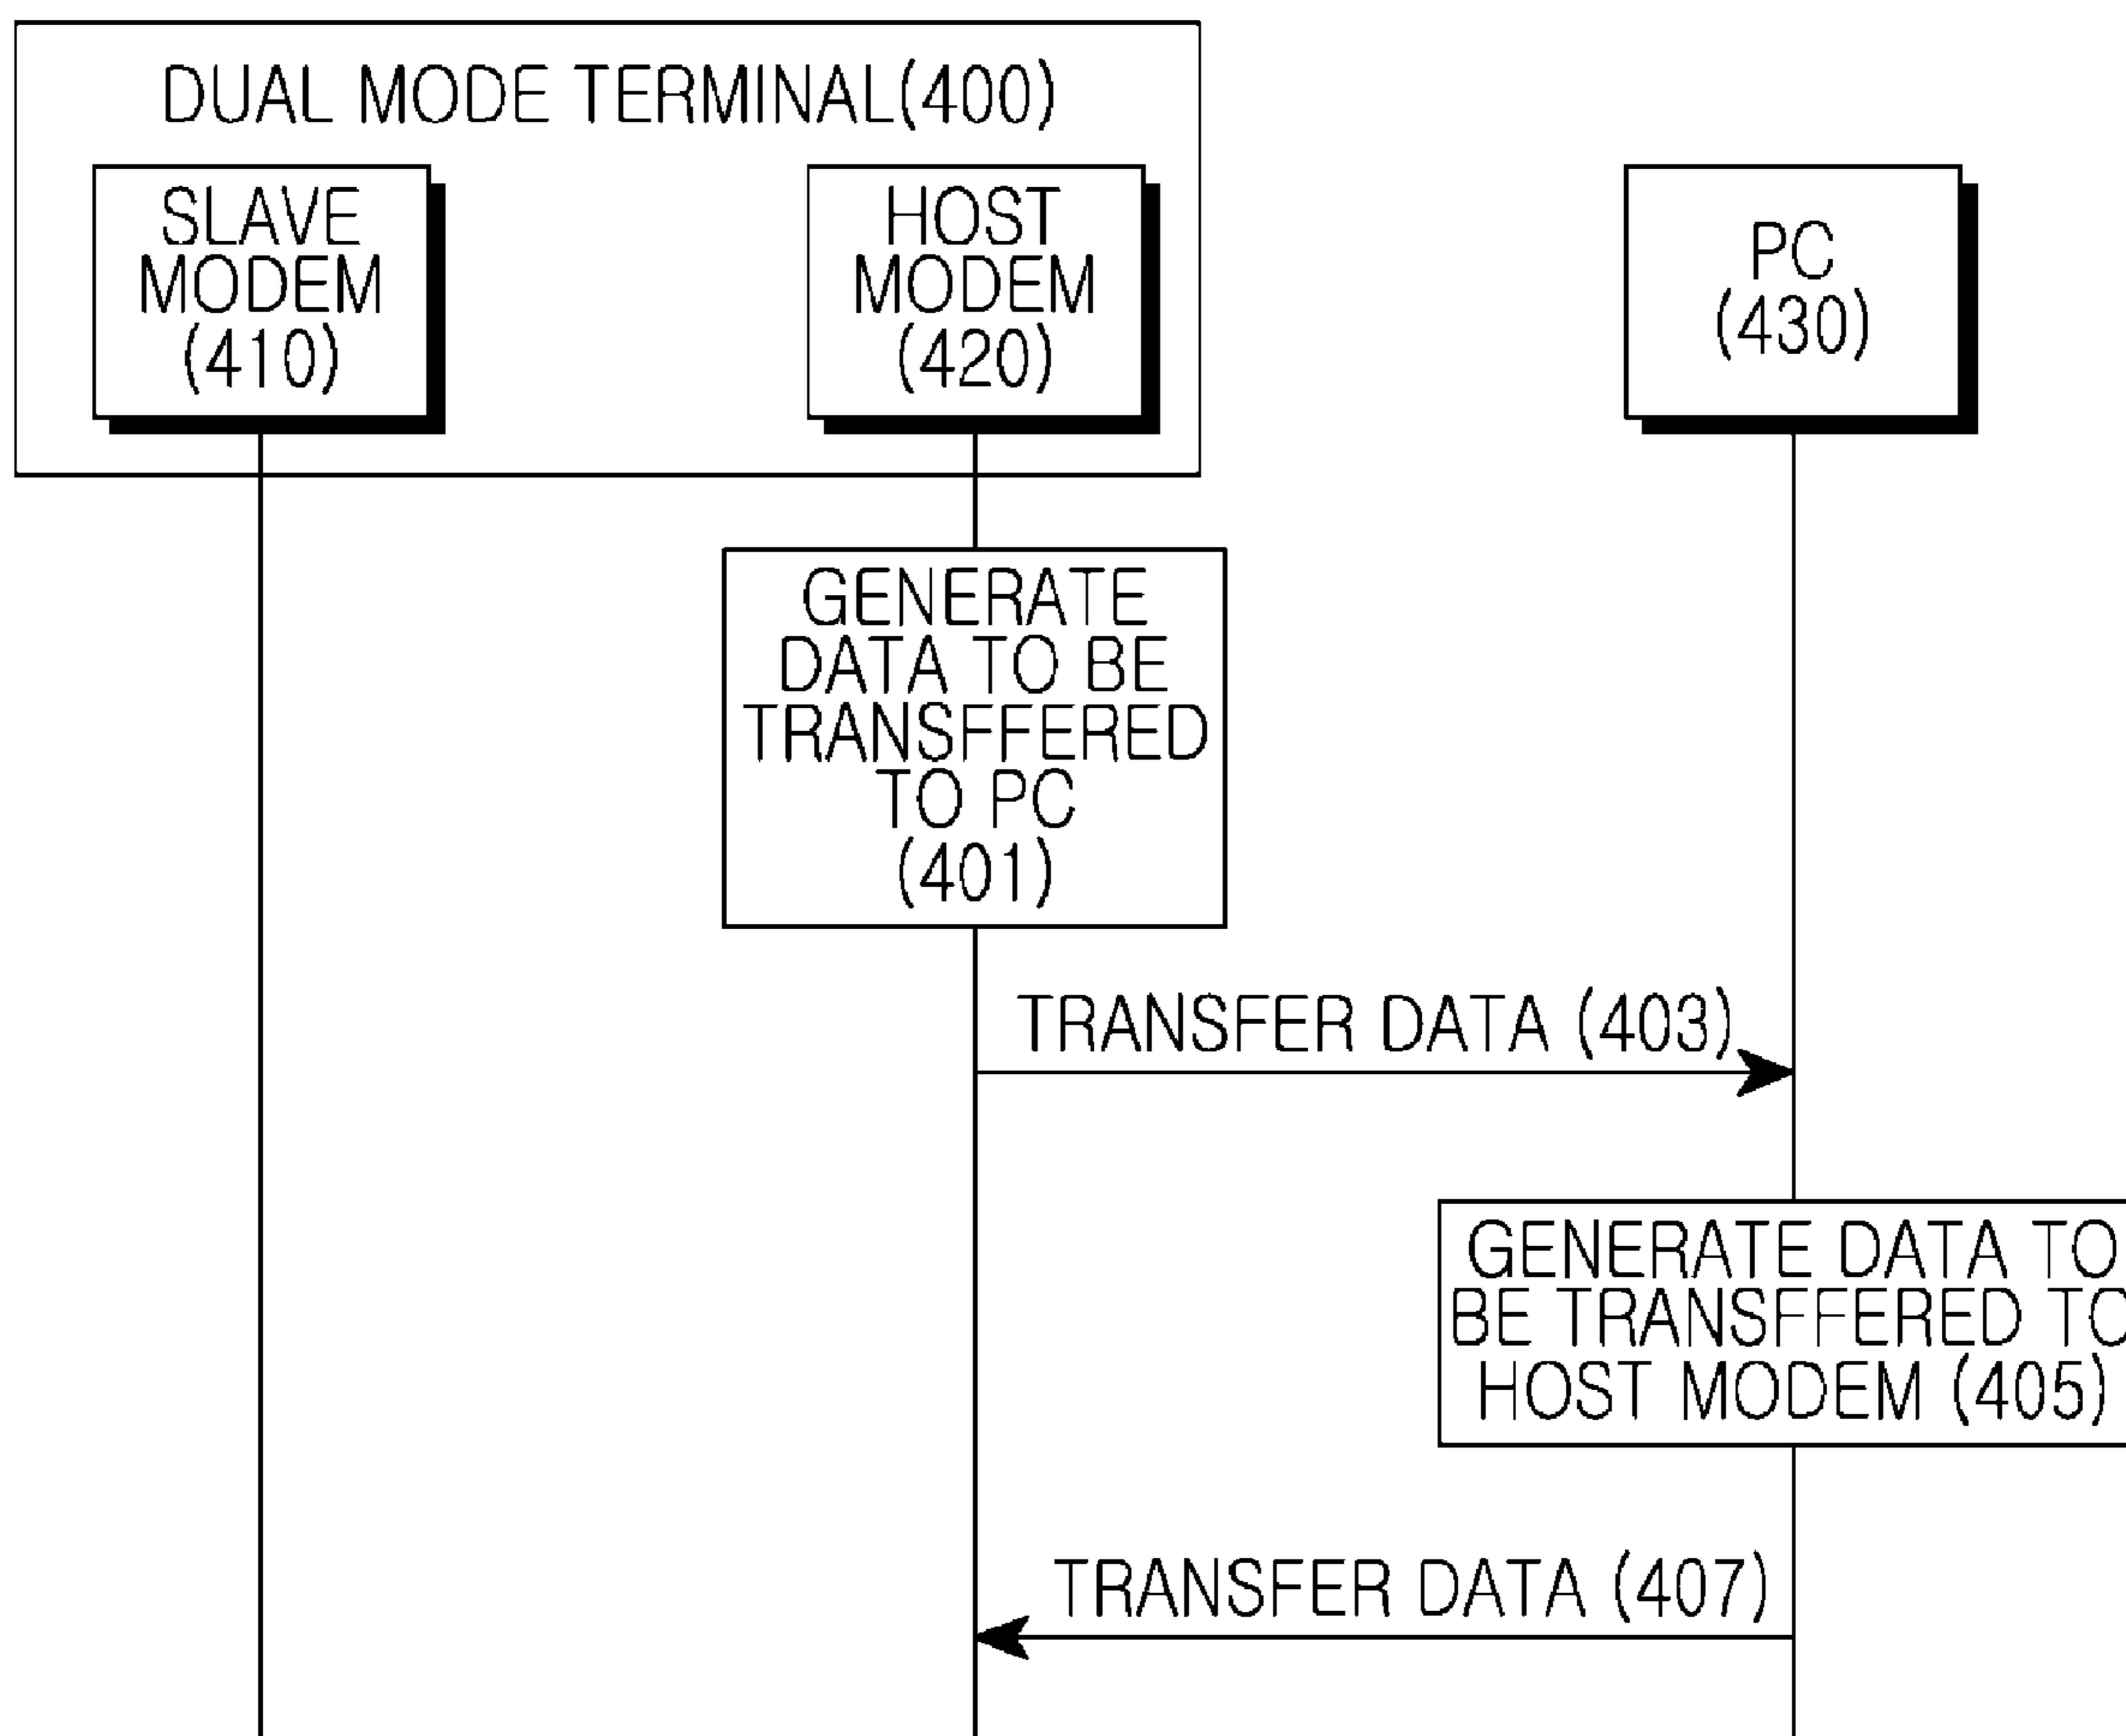 DUAL MODE TERMINAL(400)
SLAVE
MODEM
(410)
HOST
MODEM
(420)
PC
(430)
GENERATE
DATA TO BE
TRANSFFERED
TO PC
(401)
TRANSFER DATA (403)
GENERATE DATA TO
BE TRANSFFERED TO
HOST MODEM (405)
TRANSFER DATA (407)